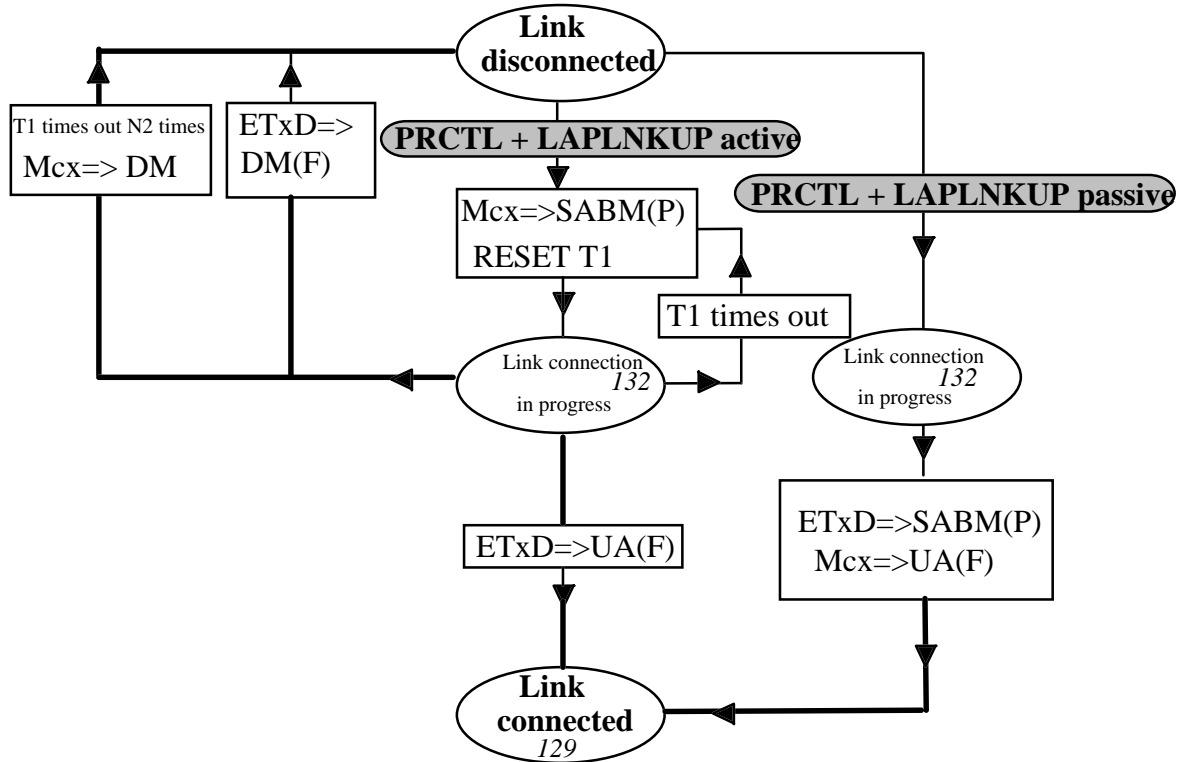 Link
disconnected
T1 times out N2 times
Mcx=> DM
ETxD=>
DM(F)
PRCTL + LAPLNKUP active
PRCTL + LAPLNKUP passive
Mcx=>SABM(P)
RESET T1
T1 times out
Link connection
132
in progress
Link connection
132
in progress
ETxD=>UA(F)
ETxD=>SABM(P)
Mcx=>UA(F)
Link
connected
129